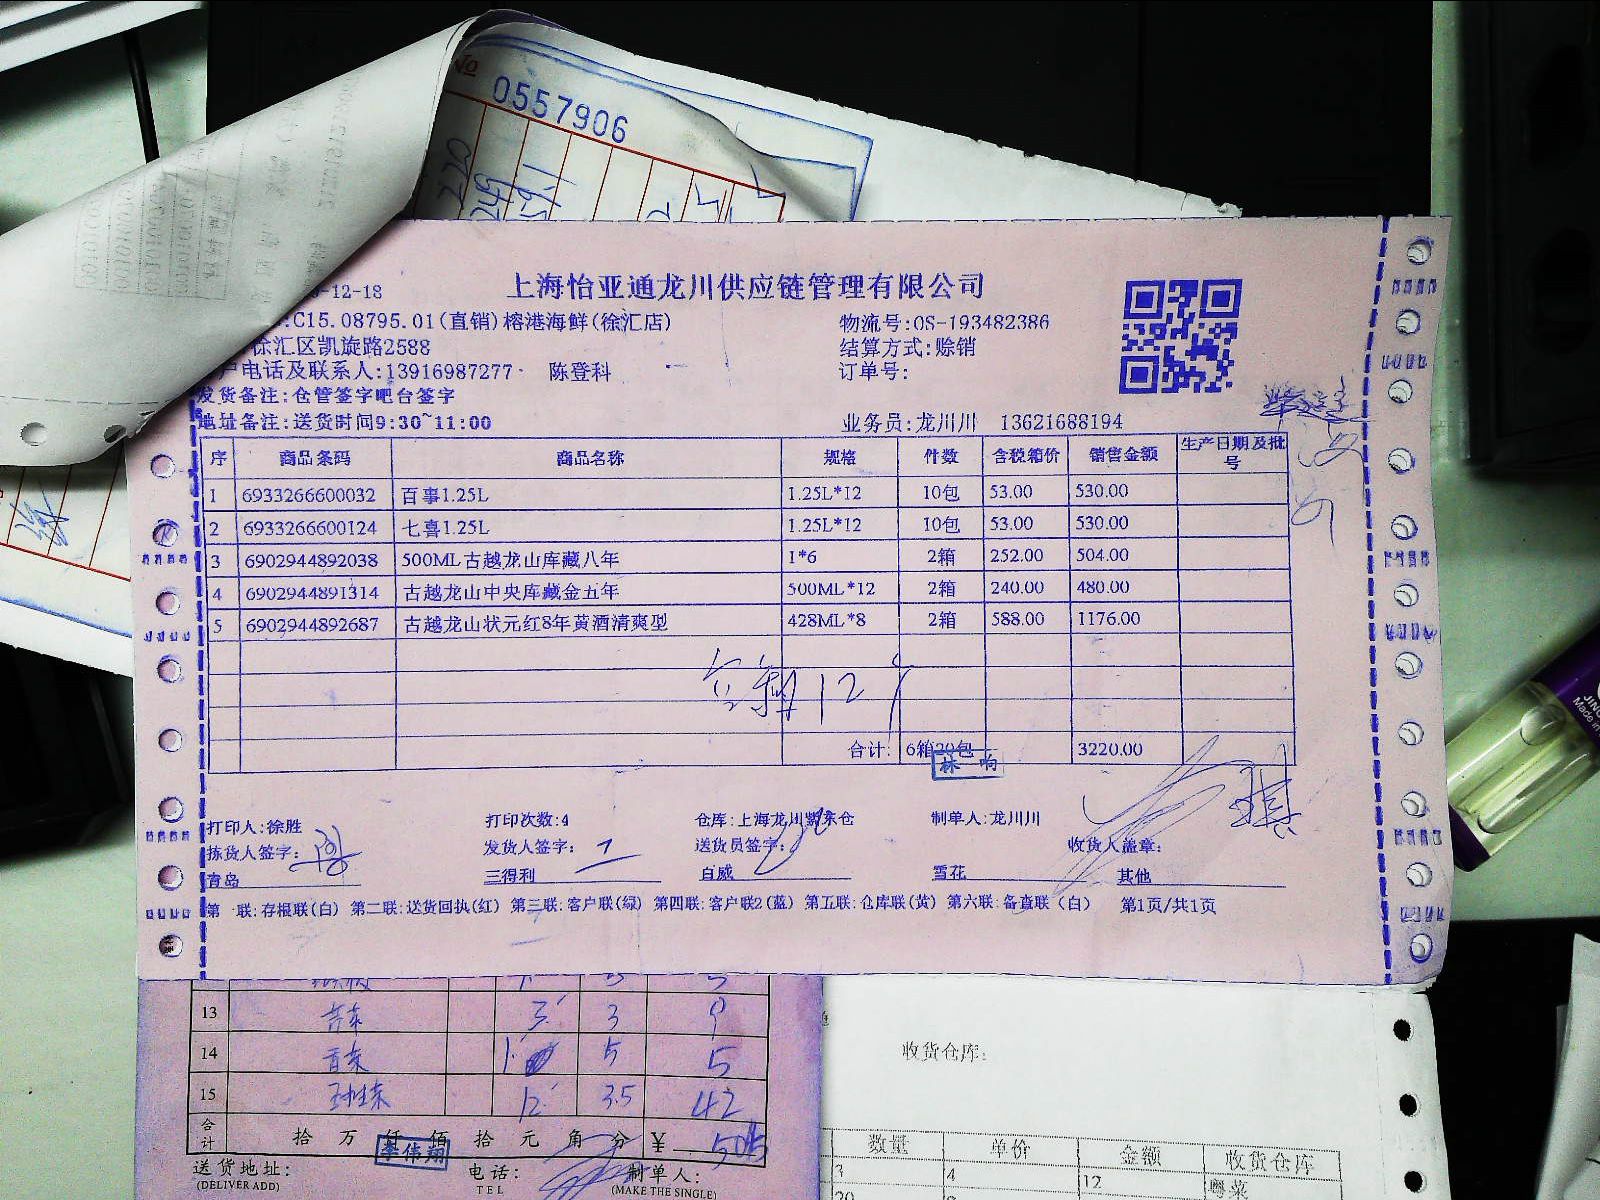 № 0557906
-12-18
上海怡亚通龙川供应链管理有限公司
:C15.08795.01(直销)榕港海鲜(徐汇店)
物流号:OS-193482386
徐汇区凯旋路2588
结算方式:赊销
户电话及联系人:13916987277 陈登科
订单号:
发货备注:仓管签字吧台签字
地址备注:送货时间9:30~11:00
业务员:龙川川 13621688194
序 商品条码 商品名称 规格 件数 含税箱价 销售金额 生产日期及批号
1 6933266600032 百事1.25L 1.25L*12 10包 53.00 530.00
2 6933266600124 七喜1.25L 1.25L*12 10包 53.00 530.00
3 6902944892038 500ML古越龙山库藏八年 1*6 2箱 252.00 504.00
4 6902944891314 古越龙山中央库藏金五年 500ML*12 2箱 240.00 480.00
5 6902944892687 古越龙山状元红8年黄酒清爽型 428ML*8 2箱 588.00 1176.00
合计: 6箱20包 3220.00
打印人:徐胜 打印次数:4 仓库:上海龙川 仓 制单人:龙川川
拣货人签字: 发货人签字: 送货员签字: 收货人盖章:
青岛 三得利 百威 雪花 其他
第一联:存根联(白) 第二联:送货回执(红) 第三联:客户联(绿) 第四联:客户联2(蓝) 第五联:仓库联(黄) 第六联:备查联(白) 第1页/共1页
13 3 3 9
14 1 5 5
15 12 3.5 42
合计 拾 万 仟 佰 拾 元 角 分 ¥
李伟翔
送货地址: 电话: 制单人:
(DELIVER ADD) TEL (MAKE THE SINGLE)
收货仓库:
数量 单价 金额 收货仓库
3 4 12 粤菜
20